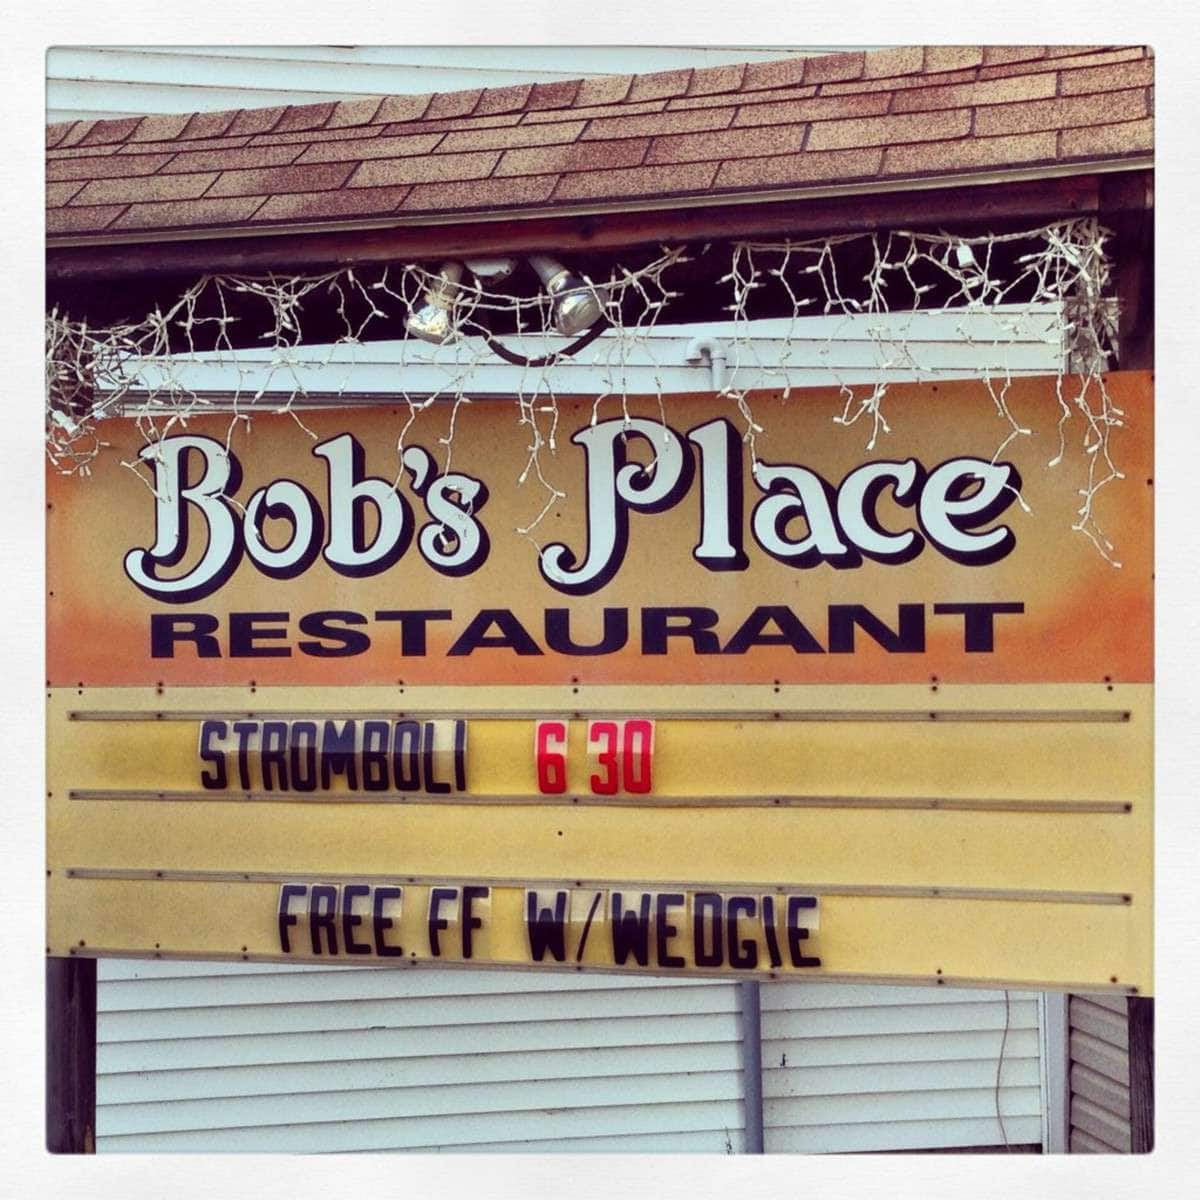 Bob's Place
RESTAURANT
STROMBOLI 6 30
FREE FF W/WEDGIE